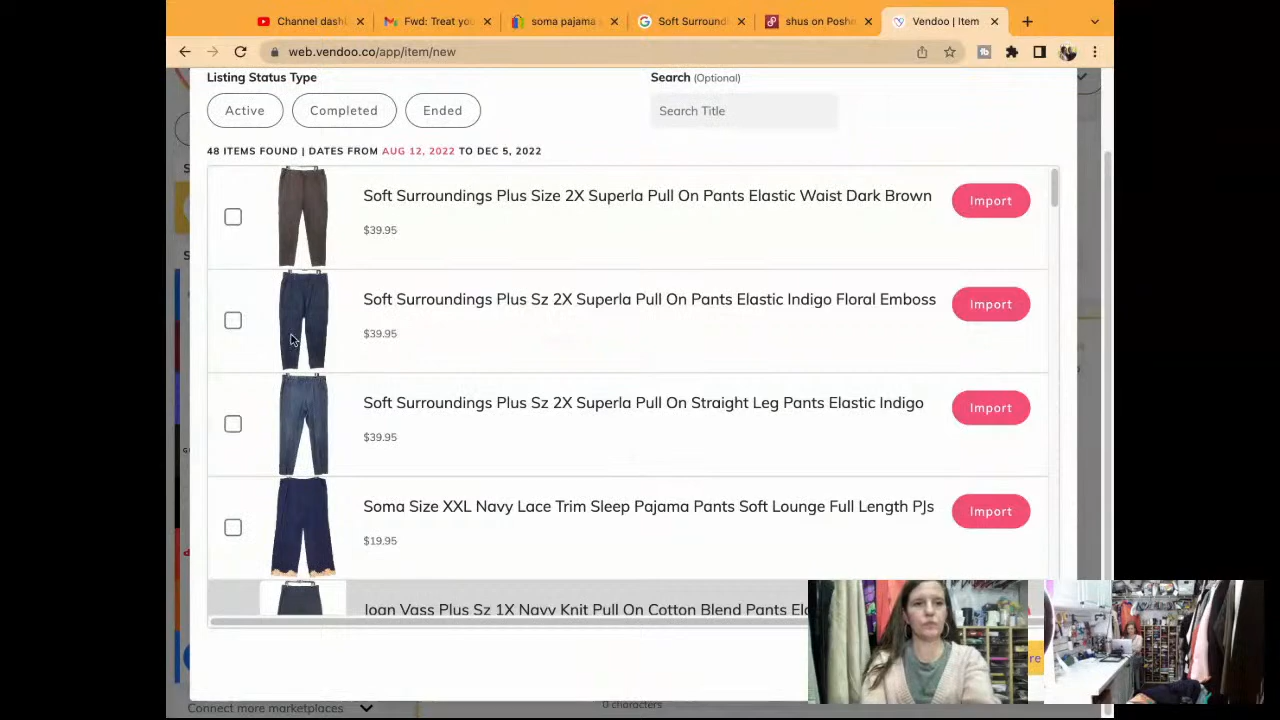 Channel dash
Fwd: Treat you
soma pajama
Soft Surround
shus on Poshm
Vendoo | Item
web.vendoo.co/app/item/new
Listing Status Type
Search (Optional)
Active
Completed
Ended
Search Title
48 ITEMS FOUND | DATES FROM AUG 12, 2022 TO DEC 5, 2022
Soft Surroundings Plus Size 2X Superla Pull On Pants Elastic Waist Dark Brown
Import
$39.95
Soft Surroundings Plus Sz 2X Superla Pull On Pants Elastic Indigo Floral Emboss
Import
$39.95
Soft Surroundings Plus Sz 2X Superla Pull On Straight Leg Pants Elastic Indigo
Import
$39.95
Soma Size XXL Navy Lace Trim Sleep Pajama Pants Soft Lounge Full Length PJs
Import
$19.95
Joan Vass Plus Sz 1X Navy Knit Pull On Cotton Blend Pants Ela
re
Connect more marketplaces
0 characters